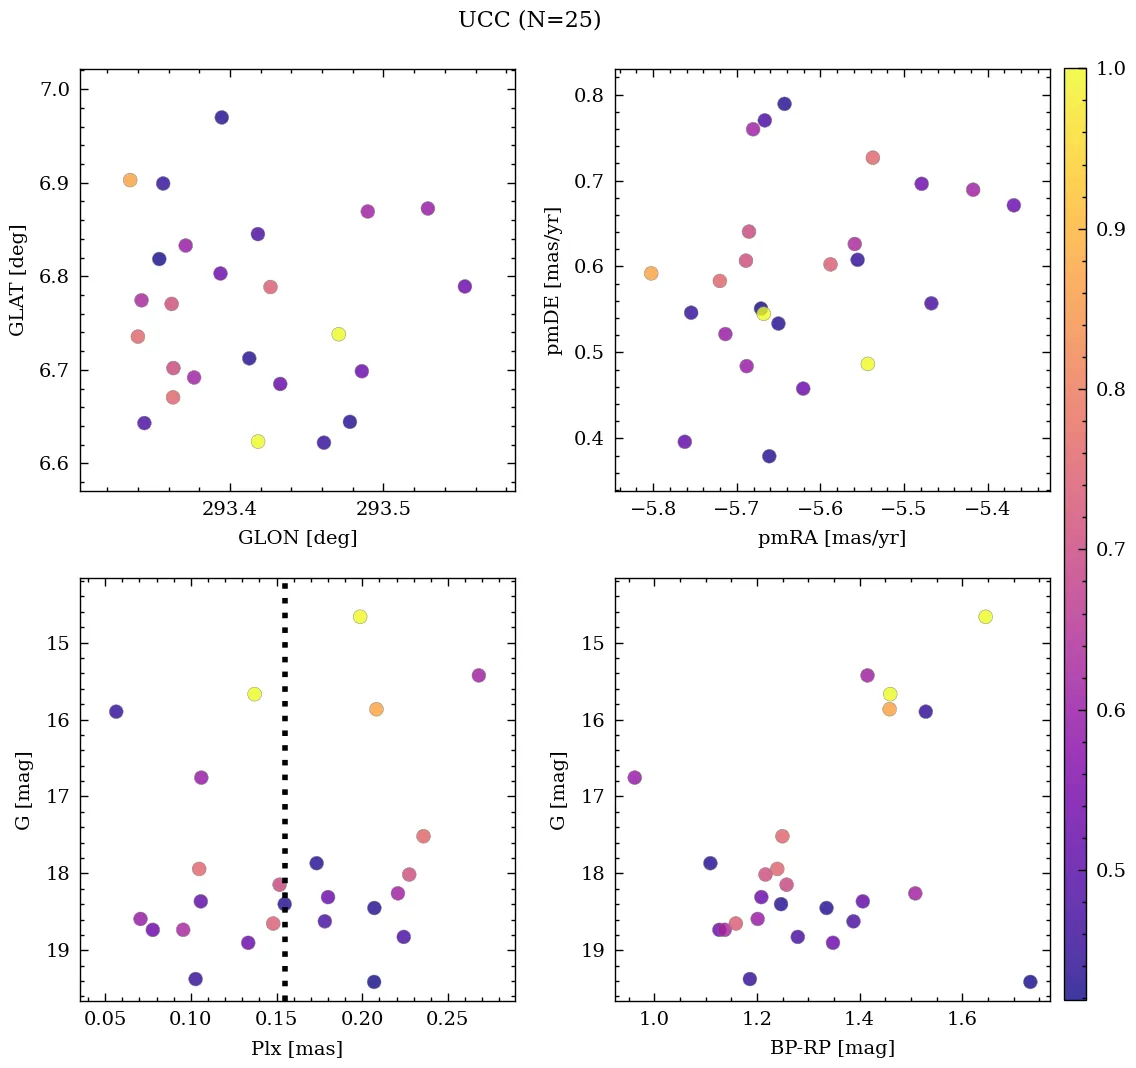 UCC (N=25)
7.0
6.9
6.8
6.7
6.6
GLAT [deg]
293.4 293.5
GLON [deg]
0.8
0.7
0.6
0.5
0.4
pmDE [mas/yr]
−5.8 −5.7 −5.6 −5.5 −5.4
pmRA [mas/yr]
1.0
0.9
0.8
0.7
0.6
0.5
15
16
17
18
19
G [mag]
0.05 0.10 0.15 0.20 0.25
Plx [mas]
15
16
17
18
19
G [mag]
1.0 1.2 1.4 1.6
BP-RP [mag]